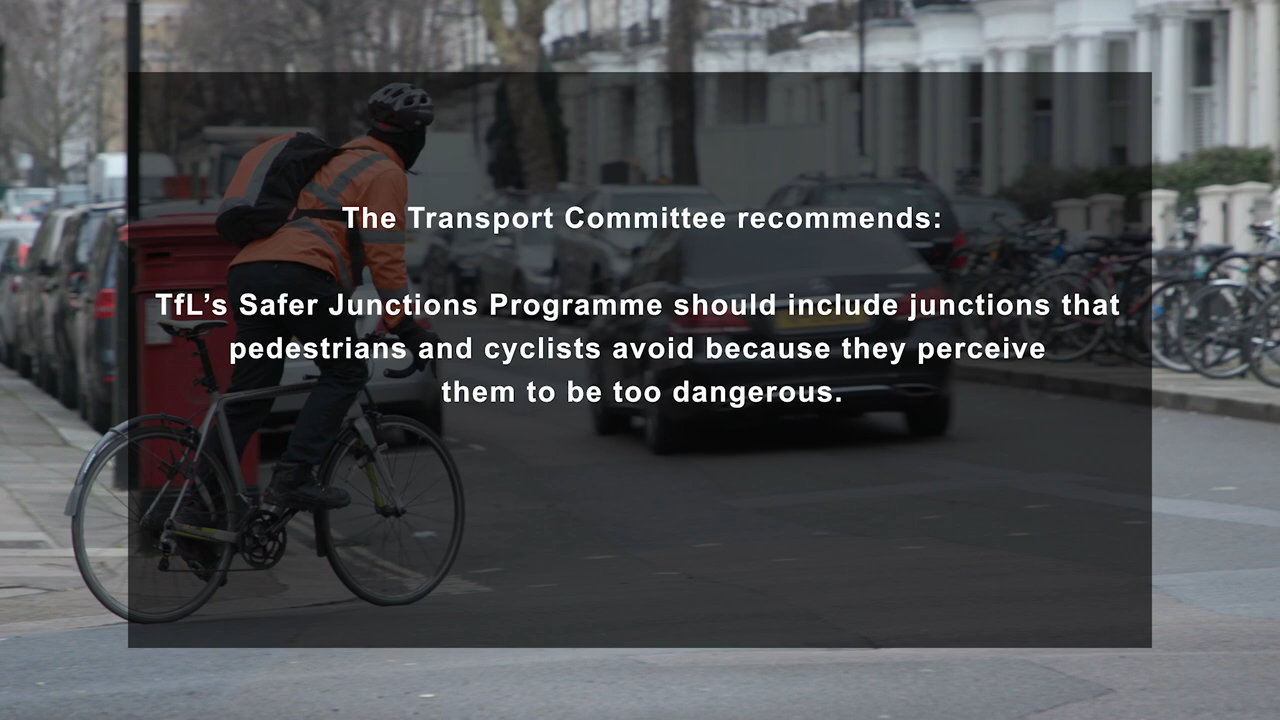 The Transport Committee recommends:
TfL’s Safer Junctions Programme should include junctions that
pedestrians and cyclists avoid because they perceive
them to be too dangerous.